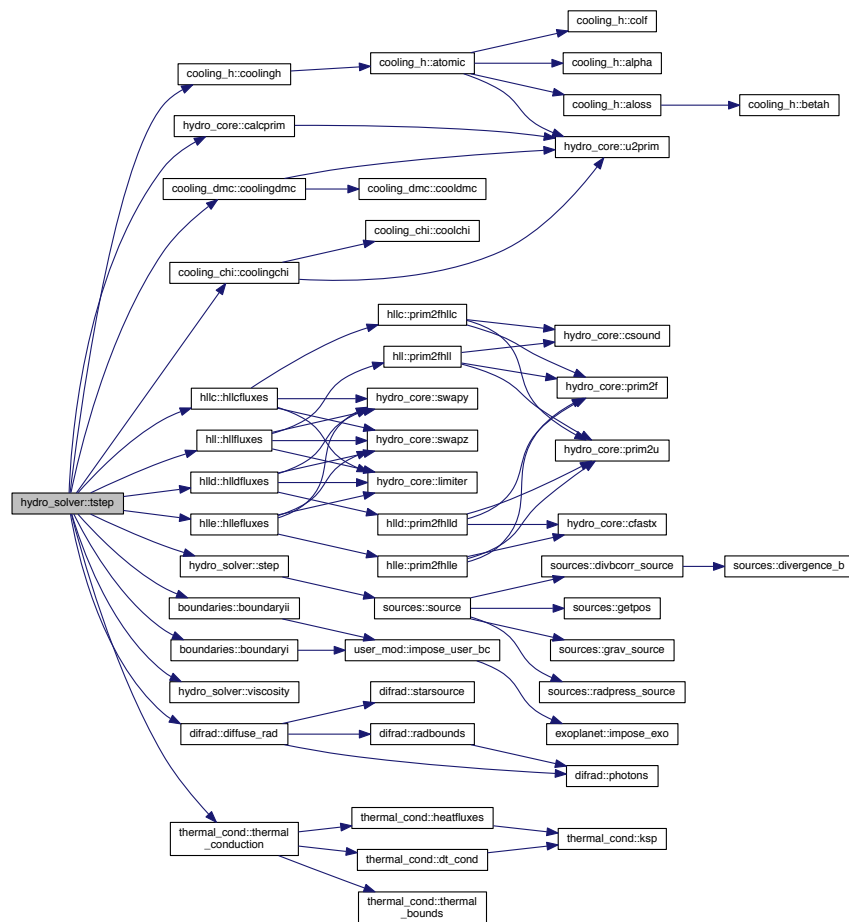 cooling_h::colf
cooling_h::coolingh
cooling_h::atomic
cooling_h::alpha
cooling_h::aloss
cooling_h::betah
hydro_core::calcprim
hydro_core::u2prim
cooling_dmc::coolingdmc
cooling_dmc::cooldmc
cooling_chi::coolchi
cooling_chi::coolingchi
hllc::prim2fhllc
hydro_core::csound
hll::prim2fhll
hydro_core::prim2f
hllc::hllcfluxes
hydro_core::swapy
hll::hllfluxes
hydro_core::swapz
hydro_core::prim2u
hlld::hlldfluxes
hydro_core::limiter
hydro_solver::tstep
hlle::hllefluxes
hlld::prim2fhlld
hydro_core::cfastx
hydro_solver::step
hlle::prim2fhlle
sources::divbcorr_source
sources::divergence_b
boundaries::boundaryii
sources::source
sources::getpos
boundaries::boundaryi
user_mod::impose_user_bc
sources::grav_source
hydro_solver::viscosity
difrad::starsource
sources::radpress_source
difrad::diffuse_rad
difrad::radbounds
exoplanet::impose_exo
difrad::photons
thermal_cond::heatfluxes
thermal_cond::thermal
_conduction
thermal_cond::ksp
thermal_cond::dt_cond
thermal_cond::thermal
_bounds